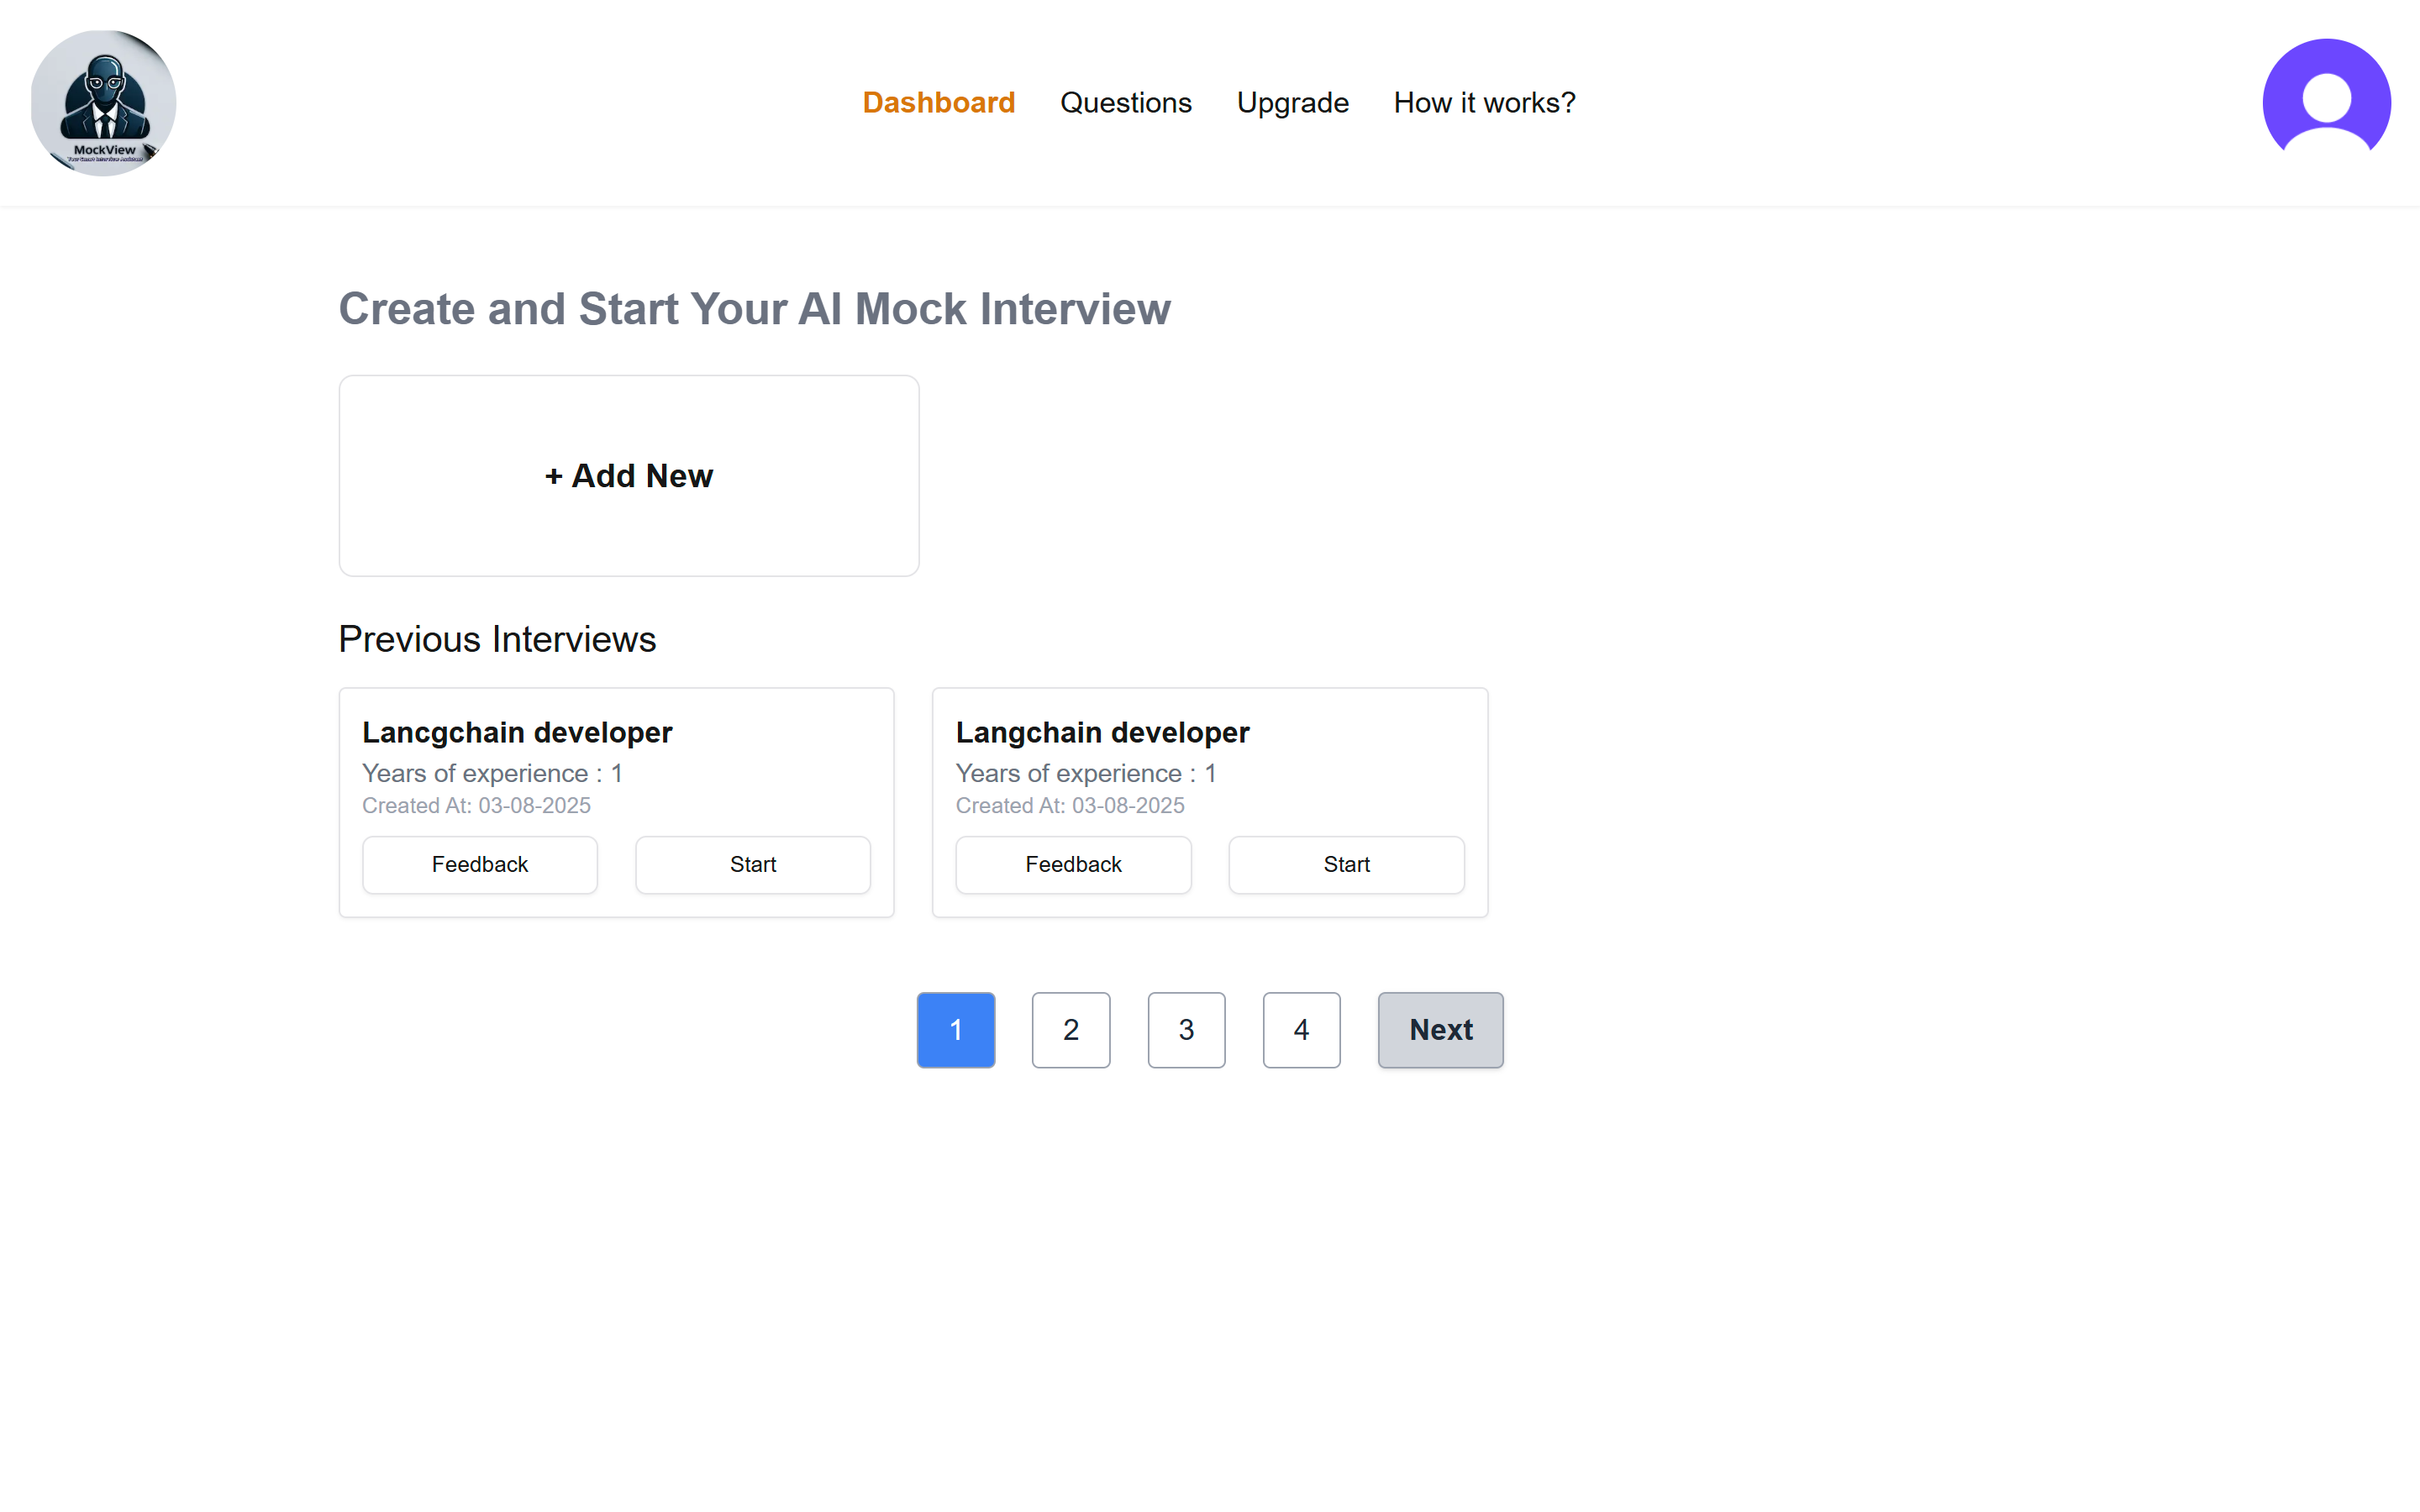 MockView
Dashboard Questions Upgrade How it works?
Create and Start Your AI Mock Interview
+ Add New
Previous Interviews
Lancgchain developer
Years of experience : 1
Created At: 03-08-2025
Feedback Start
Langchain developer
Years of experience : 1
Created At: 03-08-2025
Feedback Start
1 2 3 4 Next